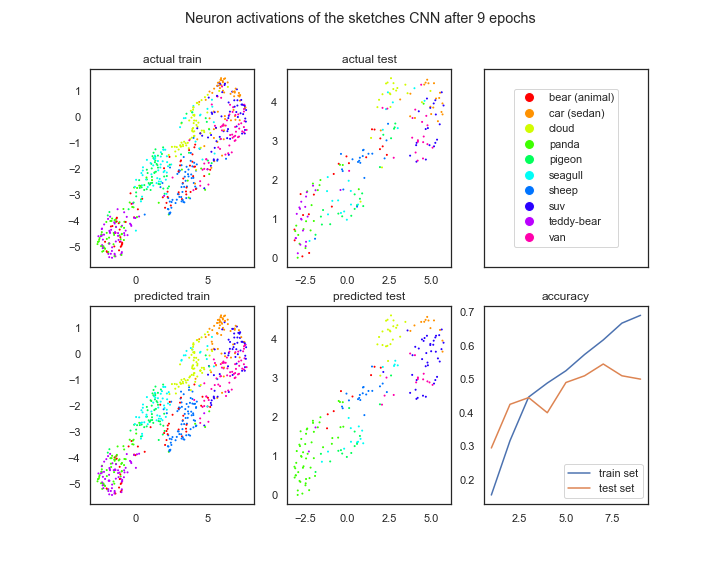 Neuron activations of the sketches CNN after 9 epochs
actual train
1
0
−1
−2
−3
−4
−5
0 5
actual test
4
3
2
1
0
−2.5 0.0 2.5 5.0
bear (animal)
car (sedan)
cloud
panda
pigeon
seagull
sheep
suv
teddy-bear
van
predicted train
1
0
−1
−2
−3
−4
−5
0 5
predicted test
4
3
2
1
0
−2.5 0.0 2.5 5.0
accuracy
0.7
0.6
0.5
0.4
0.3
0.2
train set
test set
2.5 5.0 7.5